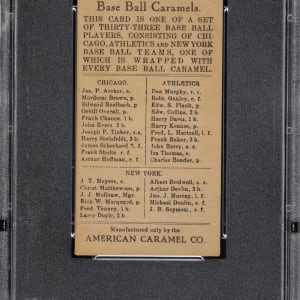 Base Ball Caramels.
THIS CARD IS ONE OF A SET
OF THIRTY-THREE BASE BALL
PLAYERS, CONSISTING OF CHI-
CAGO, ATHLETICS AND NEW YORK
BASE BALL TEAMS, ONE OF
WHICH IS WRAPPED WITH
EVERY BASE BALL CARAMEL.
CHICAGO.
Jas. P. Archer, c.
Mordecai Brown, p.
Edward Reulbach, p
Orvill Overall, p.
Frank Chance, 1 b.
John Evers, 2 b.
Joseph P. Tinker, s.s.
Harry Steinfeldt, 3 b.
James Scheckard
Frank Shulte
Arthur Hoffman, c. f.
ATHLETICS.
Dan Murphy, r. f.
Robt.
Edw. S. Plank, p.
Edw. Collins, 2 b.
Harry Davis, 1 b.
Harry Krause, p.
Fred. L. Hartsell, l f.
Frank Baker, 3 b.
John Barry, s. s.
Ira Thomas, c.
Charles Bender, p.
NEW YORK.
J. T. Meyers, c.
Christ. Matthewson, p.
J. J. McGraw, Mgr.
Rich W. Marquard, p.
Fred. Tenney, 1 b.
Larry Doyle, 2 b.
Albert Bridwell, s. s.
Arthur Devlin, 3 b.
Jno. J. Murray, l. f.
Michael Donlin, c. f.
J. B. Seymour, r. f.
Manufactured only by the
AMERICAN CARAMEL CO.